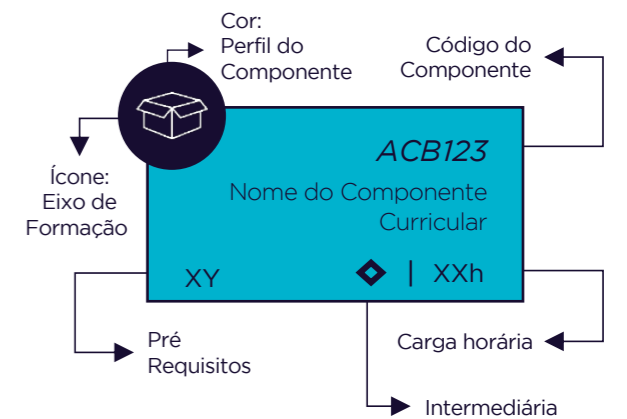 Cor:
Perfil do
Componente
Código do
Componente
Ícone:
Eixo de
Formação
ACB123
Nome do Componente
Curricular
XY
| XXh
Pré
Requisitos
Carga horária
Intermediária